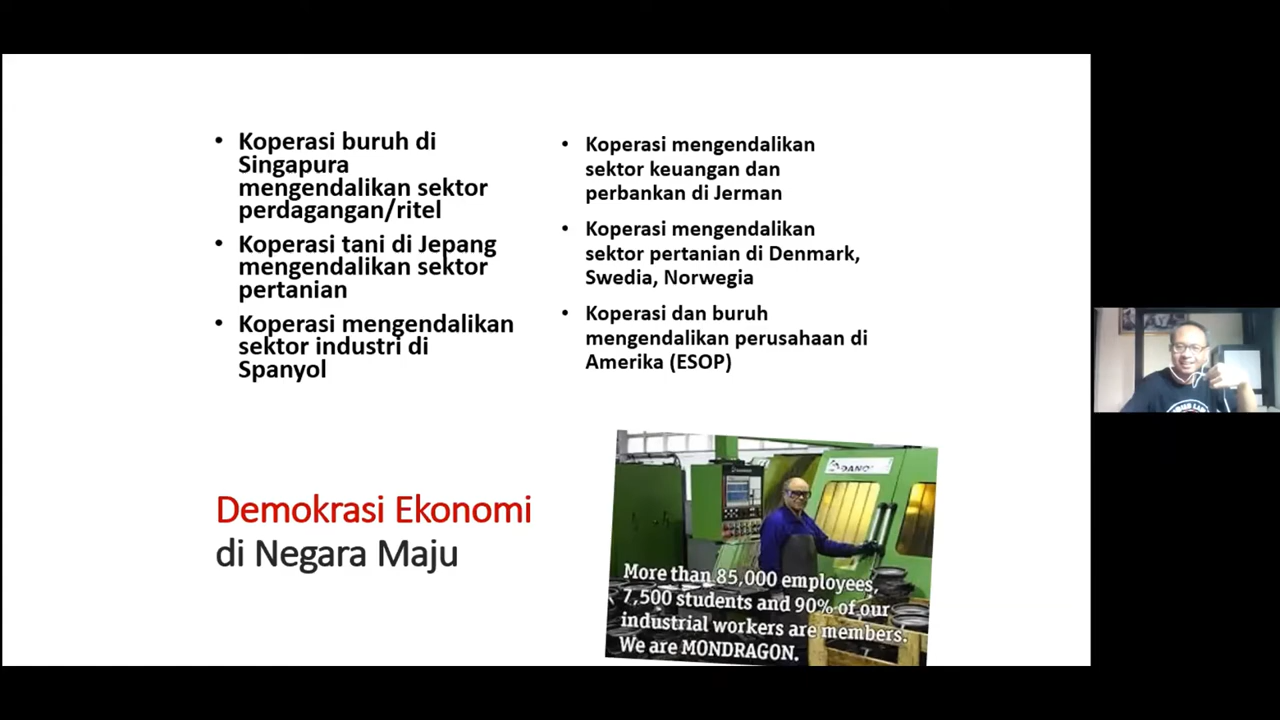 • Koperasi buruh di
Singapura
mengendalikan sektor
perdagangan/ritel
• Koperasi tani di Jepang
mengendalikan sektor
pertanian
• Koperasi mengendalikan
sektor industri di
Spanyol
• Koperasi mengendalikan
sektor keuangan dan
perbankan di Jerman
• Koperasi mengendalikan
sektor pertanian di Denmark,
Swedia, Norwegia
• Koperasi dan buruh
mengendalikan perusahaan di
Amerika (ESOP)
Demokrasi Ekonomi
di Negara Maju
More than 85,000 employees,
7,500 students and 90% of our
industrial workers are members.
We are MONDRAGON.